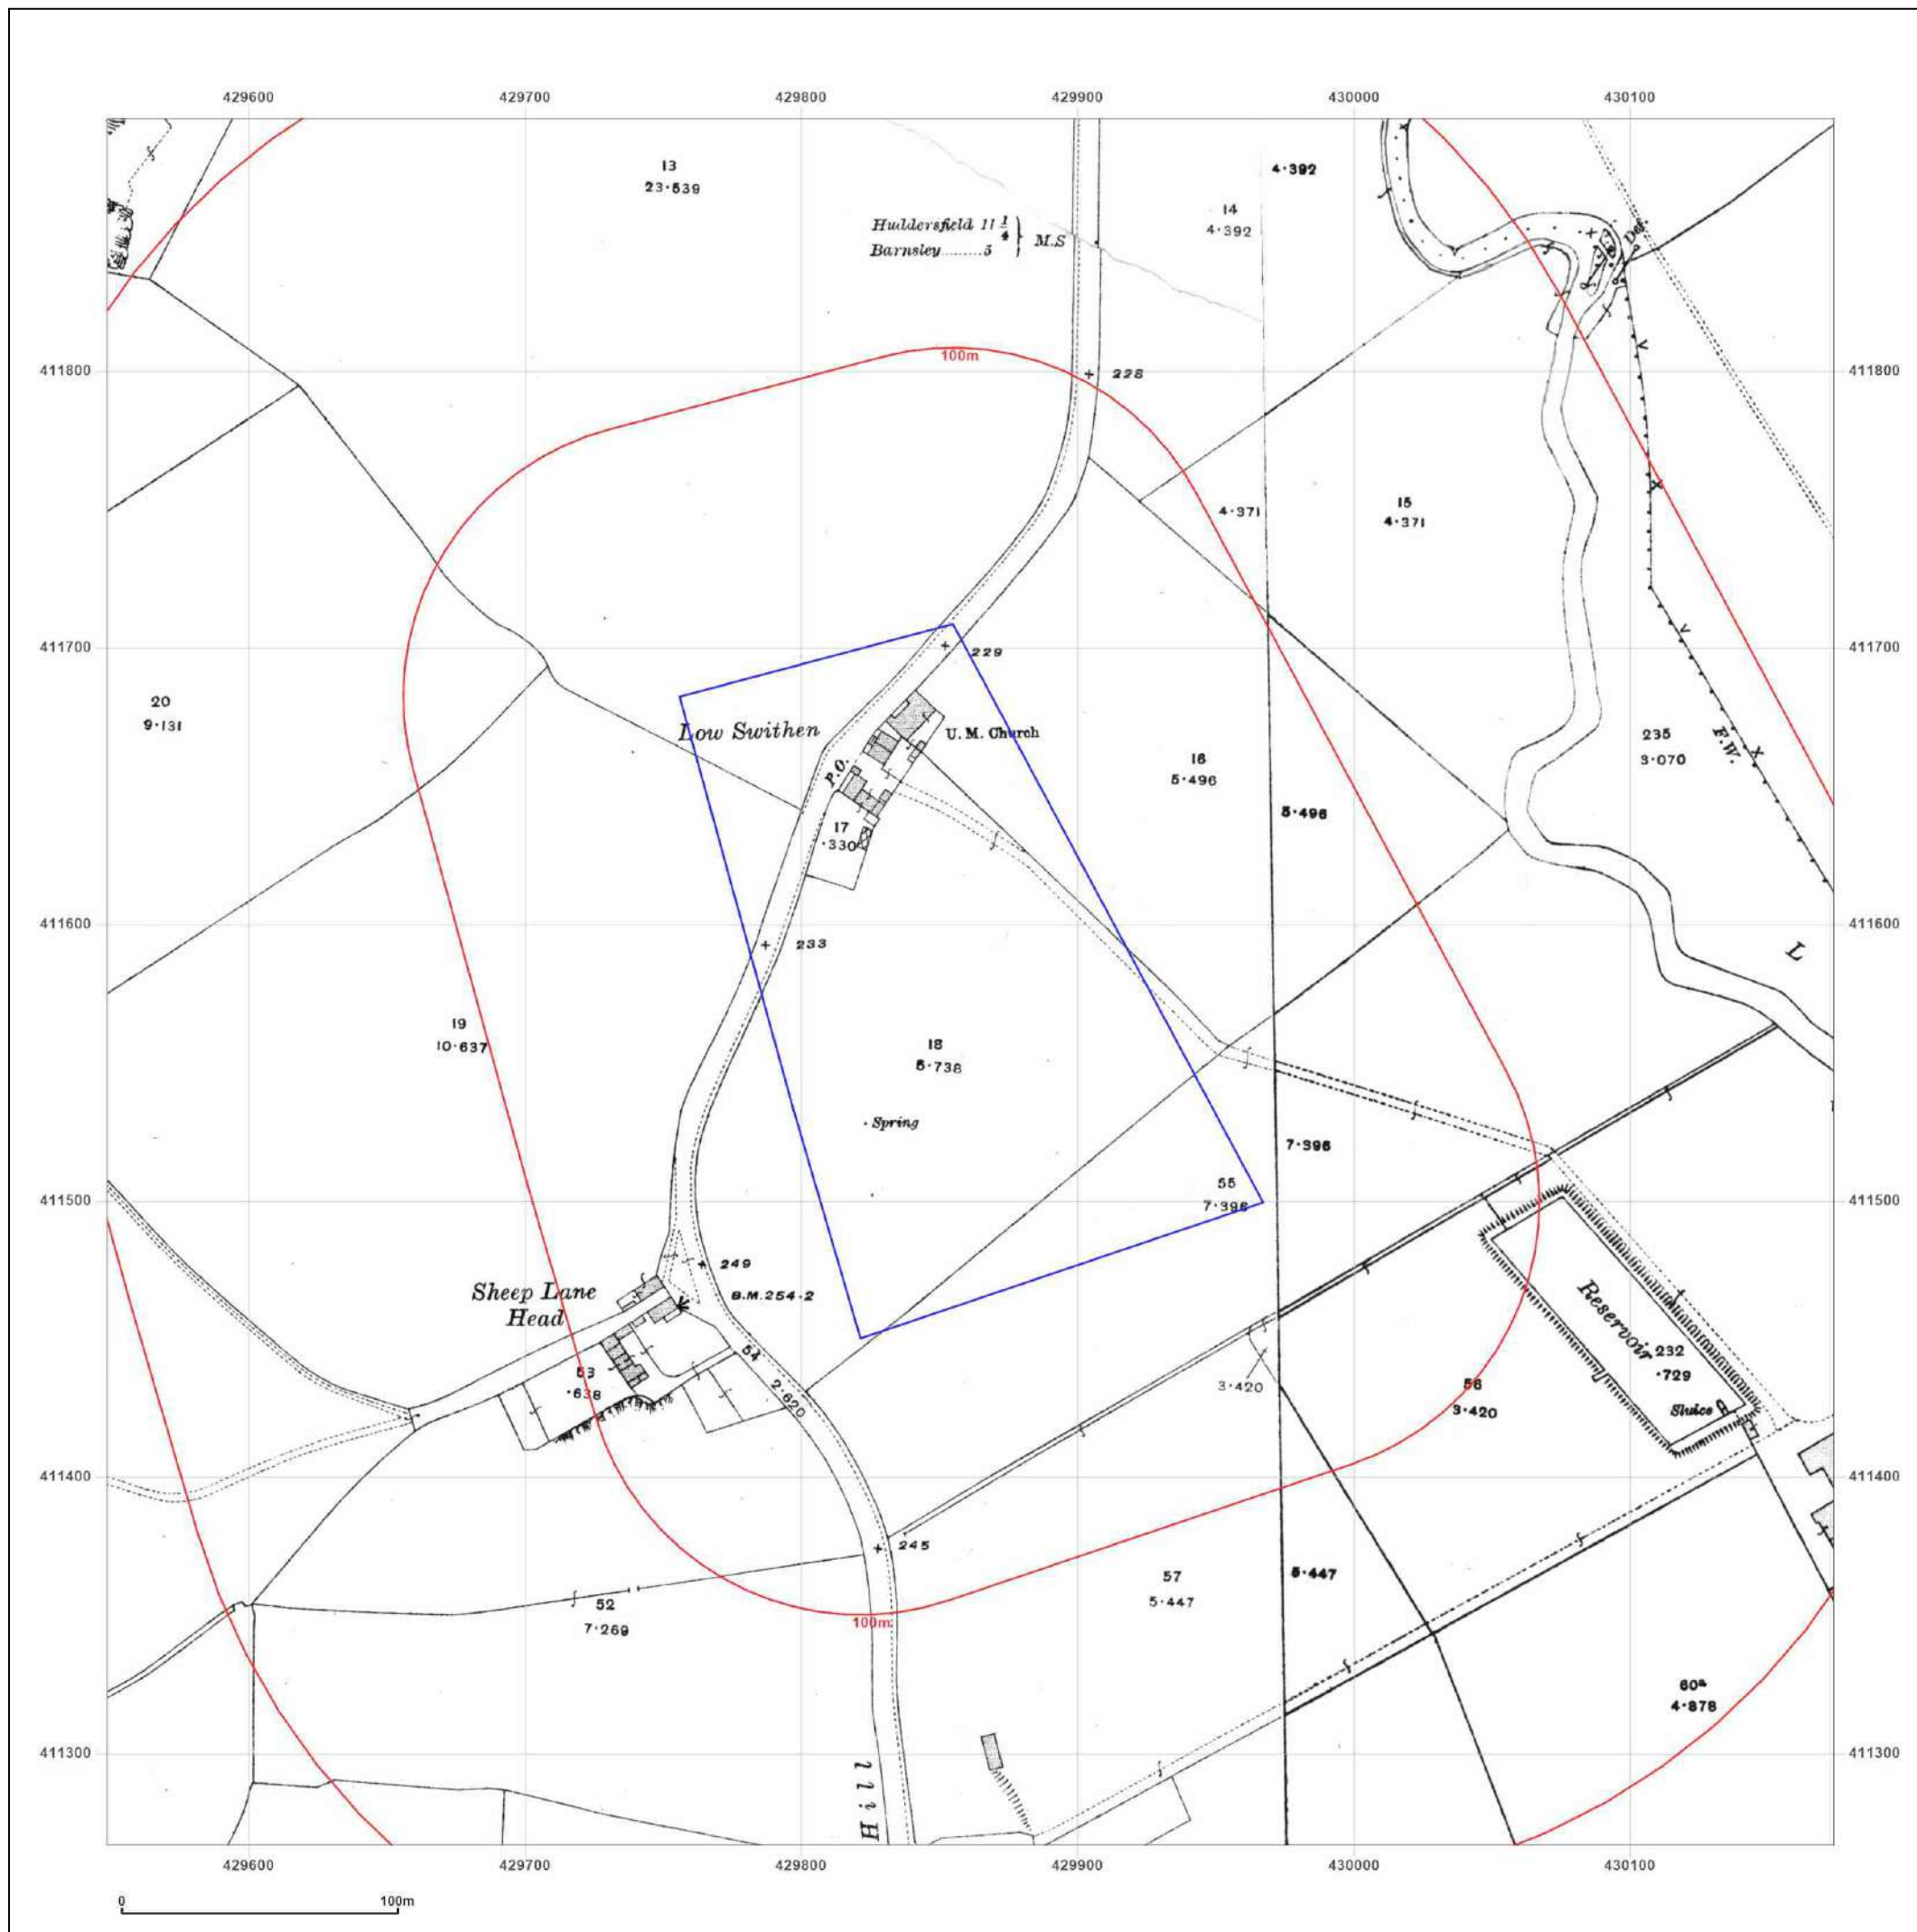 429600 429700 429800 429900 430000 430100
13
23·539
4·392
14
4·392
Huddersfield 11 1/4
Barnsley........5
M.S
Def.
411800
100m
228
411800
4·371
15
4·371
411700
229
411700
20
9·131
Low Swithen
U. M. Church
235
3·070
F.W.
P.O.
16
5·496
5·496
17
·330
411600
233
411600
L
19
10·637
18
5·738
Spring
7·396
55
7·396
411500
411500
249
B.M. 254·2
Sheep Lane
Head
Reservoir
232
·729
Sluice
53
·638
54
2·620
3·420
56
3·420
411400
411400
245
57
5·447
5·447
52
7·269
100m
60a
4·878
411300
411300
Hill
429600 429700 429800 429900 430000 430100
0 100m